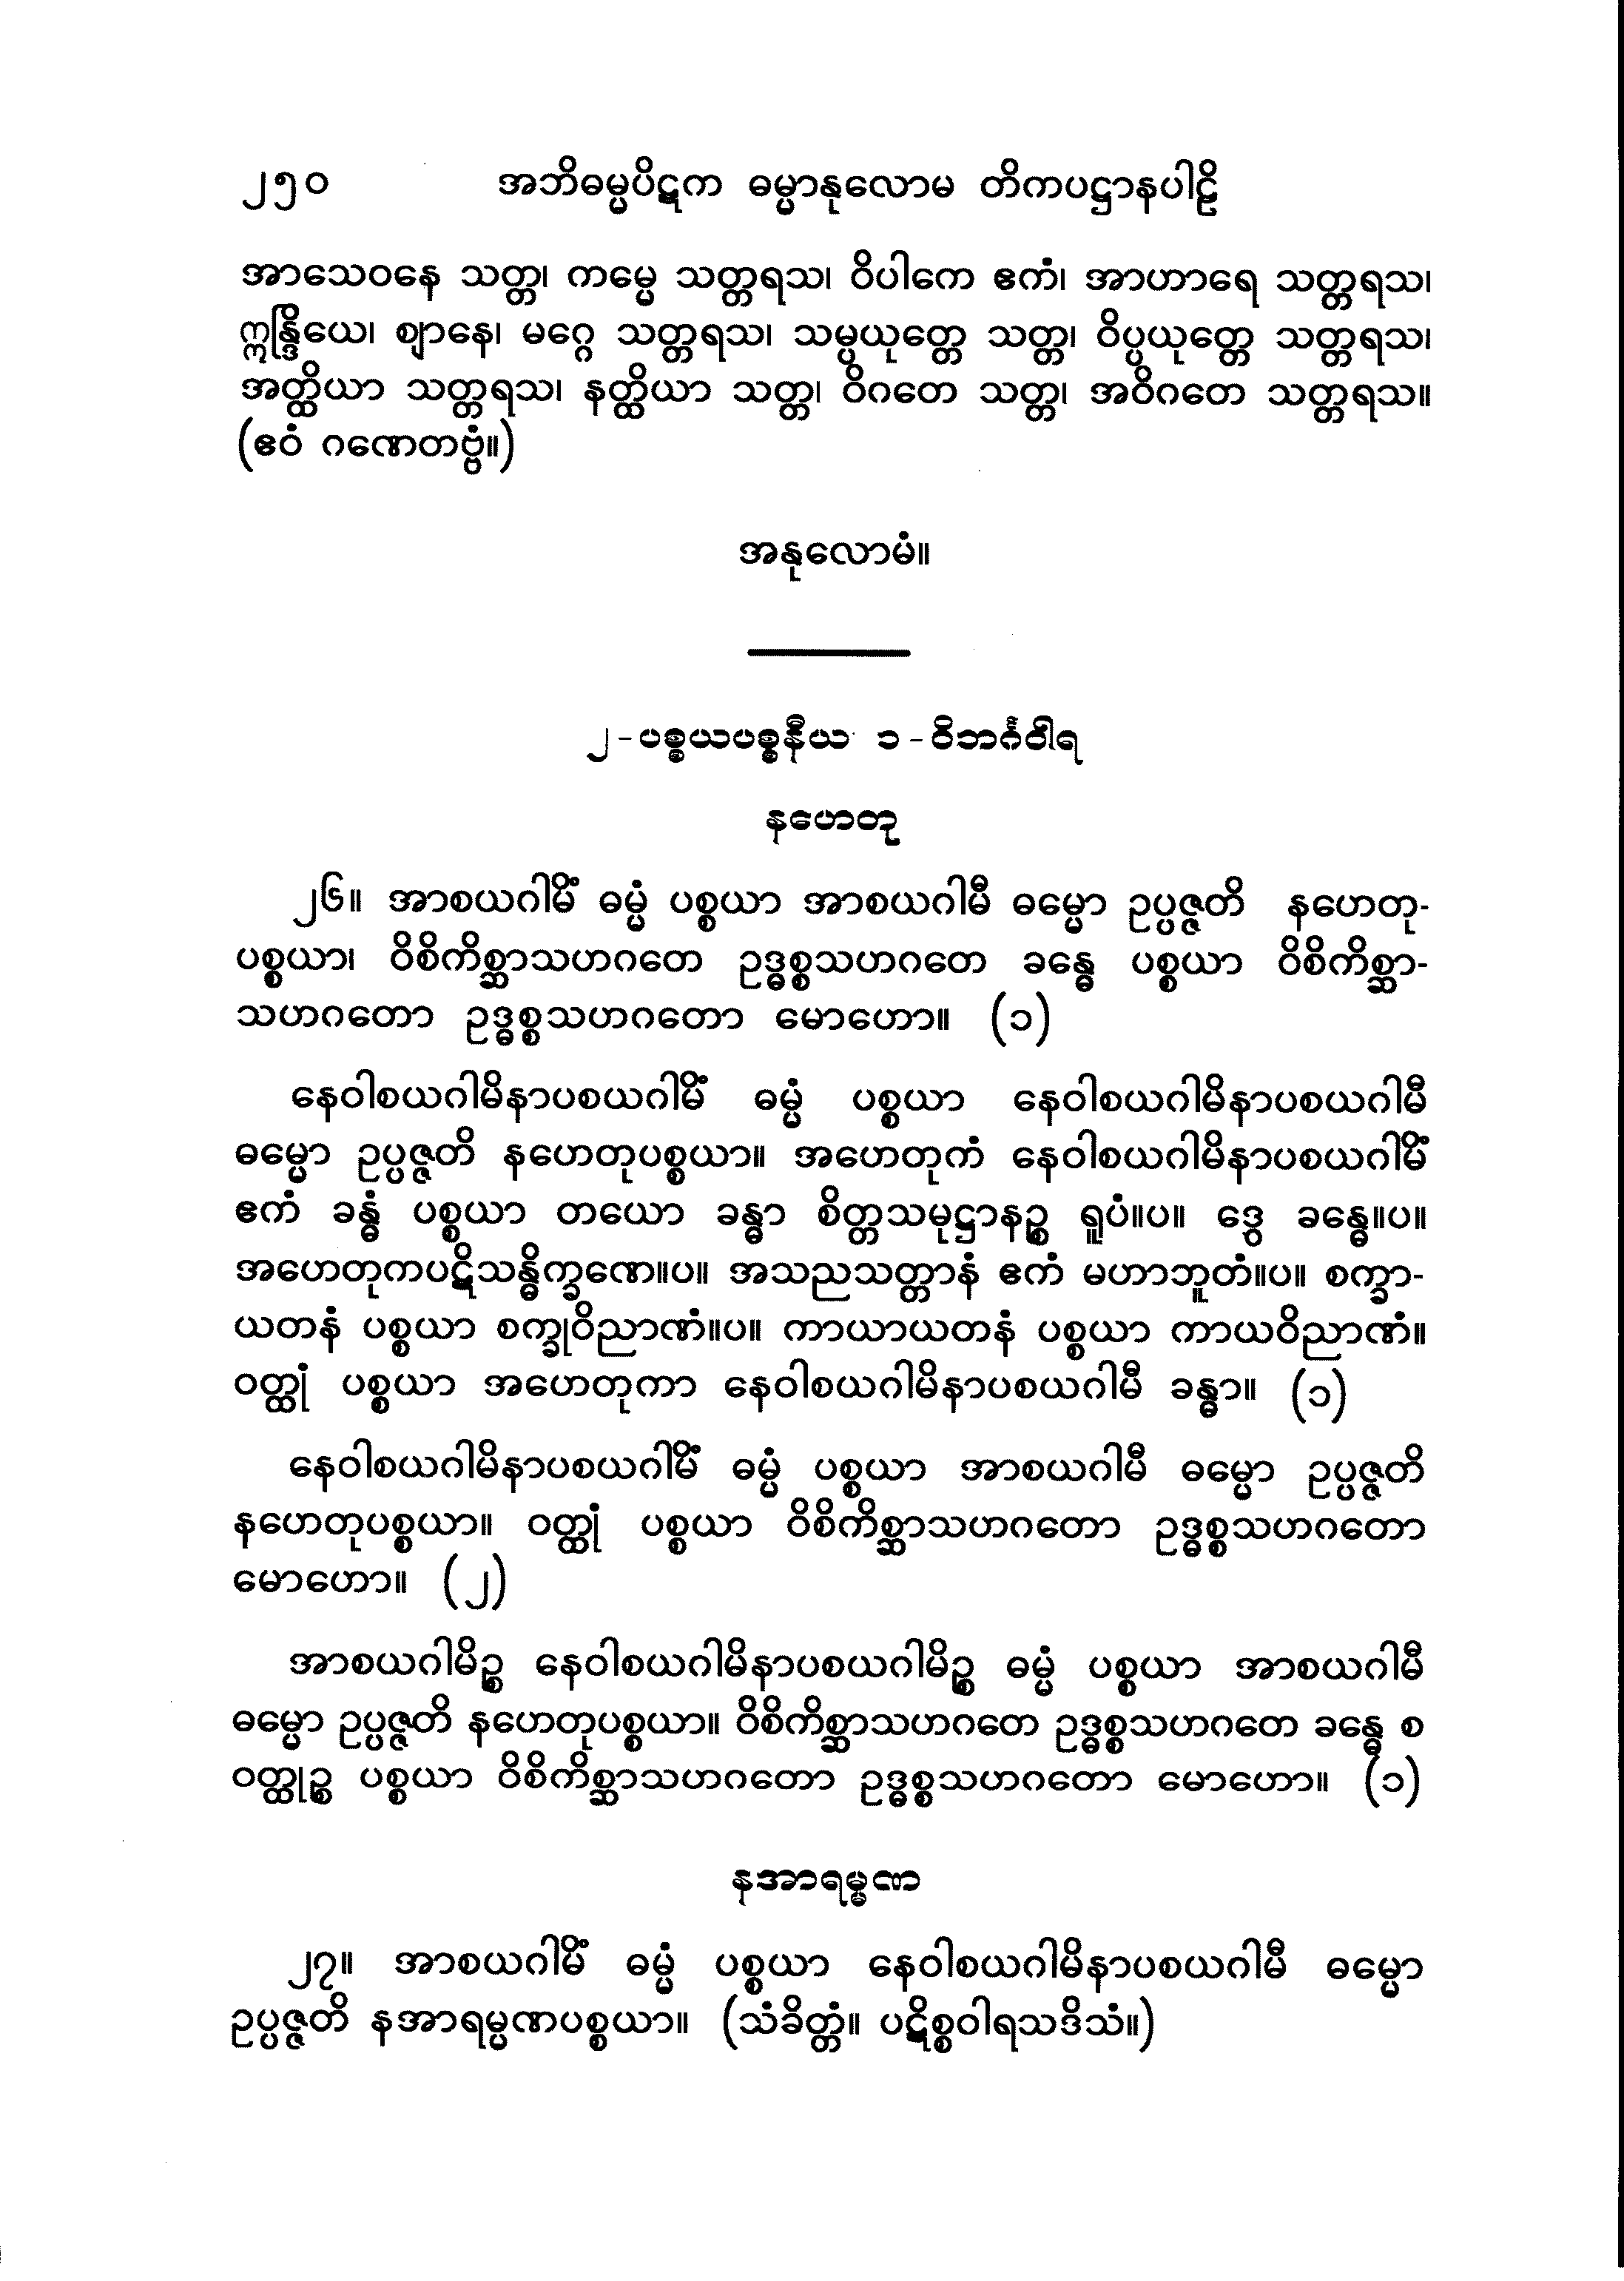 ၂၅၀ အဘိဓမ္မပိဋက ဓမ္မာနုလောမ တိကပဋ္ဌာနပါဠိ
အာသေဝနေ သတ္တ၊ ကမ္မေ သတ္တရသ၊ ဝိပါကေ ဧကံ၊ အာဟာရေ သတ္တရသ၊
ဣန္ဒြိယေ၊ ဈာနေ၊ မဂ္ဂေ သတ္တရသ၊ သမ္ပယုတ္တေ သတ္တ၊ ဝိပ္ပယုတ္တေ သတ္တရသ၊
အတ္ထိယာ သတ္တရသ၊ နတ္ထိယာ သတ္တ၊ ဝိဂတေ သတ္တ၊ အဝိဂတေ သတ္တရသ။
(ဧဝံ ဂဏေတဗ္ဗံ။)
အနုလောမံ။
၂-ပစ္စယပစ္စနီယ ၁-ဝိဘင်္ဂဝါရ
နဟေတု
၂၆။ အာစယဂါမိံ ဓမ္မံ ပစ္စယာ အာစယဂါမီ ဓမ္မော ဥပ္ပဇ္ဇတိ နဟေတု-
ပစ္စယာ၊ ဝိစိကိစ္ဆာသဟဂတေ ဥဒ္ဓစ္စသဟဂတေ ခန္ဓေ ပစ္စယာ ဝိစိကိစ္ဆာ-
သဟဂတော ဥဒ္ဓစ္စသဟဂတော မောဟော။ (၁)
နေဝါစယဂါမိနာပစယဂါမိံ ဓမ္မံ ပစ္စယာ နေဝါစယဂါမိနာပစယဂါမီ
ဓမ္မော ဥပ္ပဇ္ဇတိ နဟေတုပစ္စယာ။ အဟေတုကံ နေဝါစယဂါမိနာပစယဂါမိံ
ဧကံ ခန္ဓံ ပစ္စယာ တယော ခန္ဓာ စိတ္တသမုဋ္ဌာနဉ္စ ရူပံ။ပ။ ဒွေ ခန္ဓေ။ပ။
အဟေတုကပဋိသန္ဓိက္ခဏေ။ပ။ အသညသတ္တာနံ ဧကံ မဟာဘူတံ။ပ။ စက္ခာ-
ယတနံ ပစ္စယာ စက္ခုဝိညာဏံ။ပ။ ကာယာယတနံ ပစ္စယာ ကာယဝိညာဏံ။
ဝတ္ထုံ ပစ္စယာ အဟေတုကာ နေဝါစယဂါမိနာပစယဂါမီ ခန္ဓာ။ (၁)
နေဝါစယဂါမိနာပစယဂါမိံ ဓမ္မံ ပစ္စယာ အာစယဂါမီ ဓမ္မော ဥပ္ပဇ္ဇတိ
နဟေတုပစ္စယာ။ ဝတ္ထုံ ပစ္စယာ ဝိစိကိစ္ဆာသဟဂတော ဥဒ္ဓစ္စသဟဂတော
မောဟော။ (၂)
အာစယဂါမိဉ္စ နေဝါစယဂါမိနာပစယဂါမိဉ္စ ဓမ္မံ ပစ္စယာ အာစယဂါမီ
ဓမ္မော ဥပ္ပဇ္ဇတိ နဟေတုပစ္စယာ။ ဝိစိကိစ္ဆာသဟဂတေ ဥဒ္ဓစ္စသဟဂတေ ခန္ဓေ စ
ဝတ္ထုဉ္စ ပစ္စယာ ဝိစိကိစ္ဆာသဟဂတော ဥဒ္ဓစ္စသဟဂတော မောဟော။ (၁)
နအာရမ္မဏ
၂၇။ အာစယဂါမိံ ဓမ္မံ ပစ္စယာ နေဝါစယဂါမိနာပစယဂါမီ ဓမ္မော
ဥပ္ပဇ္ဇတိ နအာရမ္မဏပစ္စယာ။ (သံခိတ္တံ။ ပဋိစ္စဝါရသဒိသံ။)